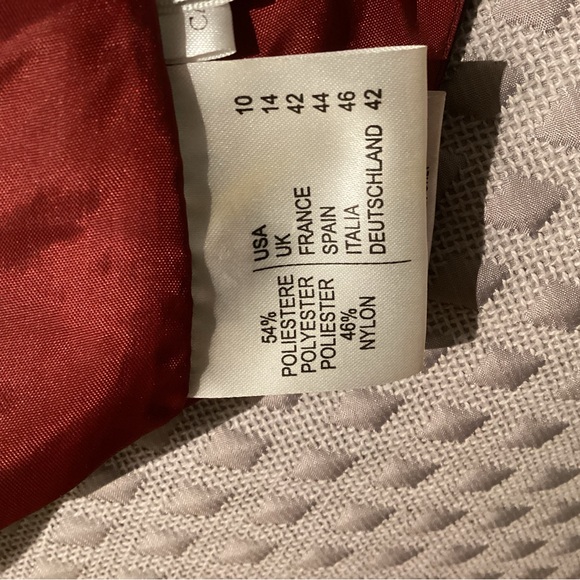 USA 10
UK 14
FRANCE 42
SPAIN 44
ITALIA 46
DEUTSCHLAND 42
54%
POLIESTERE
POLYESTER
POLIESTER
46%
NYLON